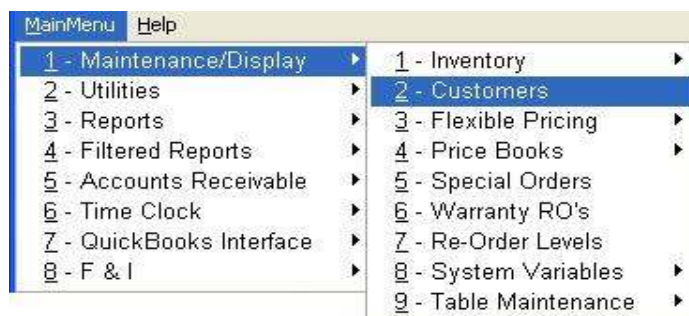 MainMenu Help
1 - Maintenance/Display
2 - Utilities
3 - Reports
4 - Filtered Reports
5 - Accounts Receivable
6 - Time Clock
7 - QuickBooks Interface
8 - F & I
1 - Inventory
2 - Customers
3 - Flexible Pricing
4 - Price Books
5 - Special Orders
6 - Warranty RO's
7 - Re-Order Levels
8 - System Variables
9 - Table Maintenance